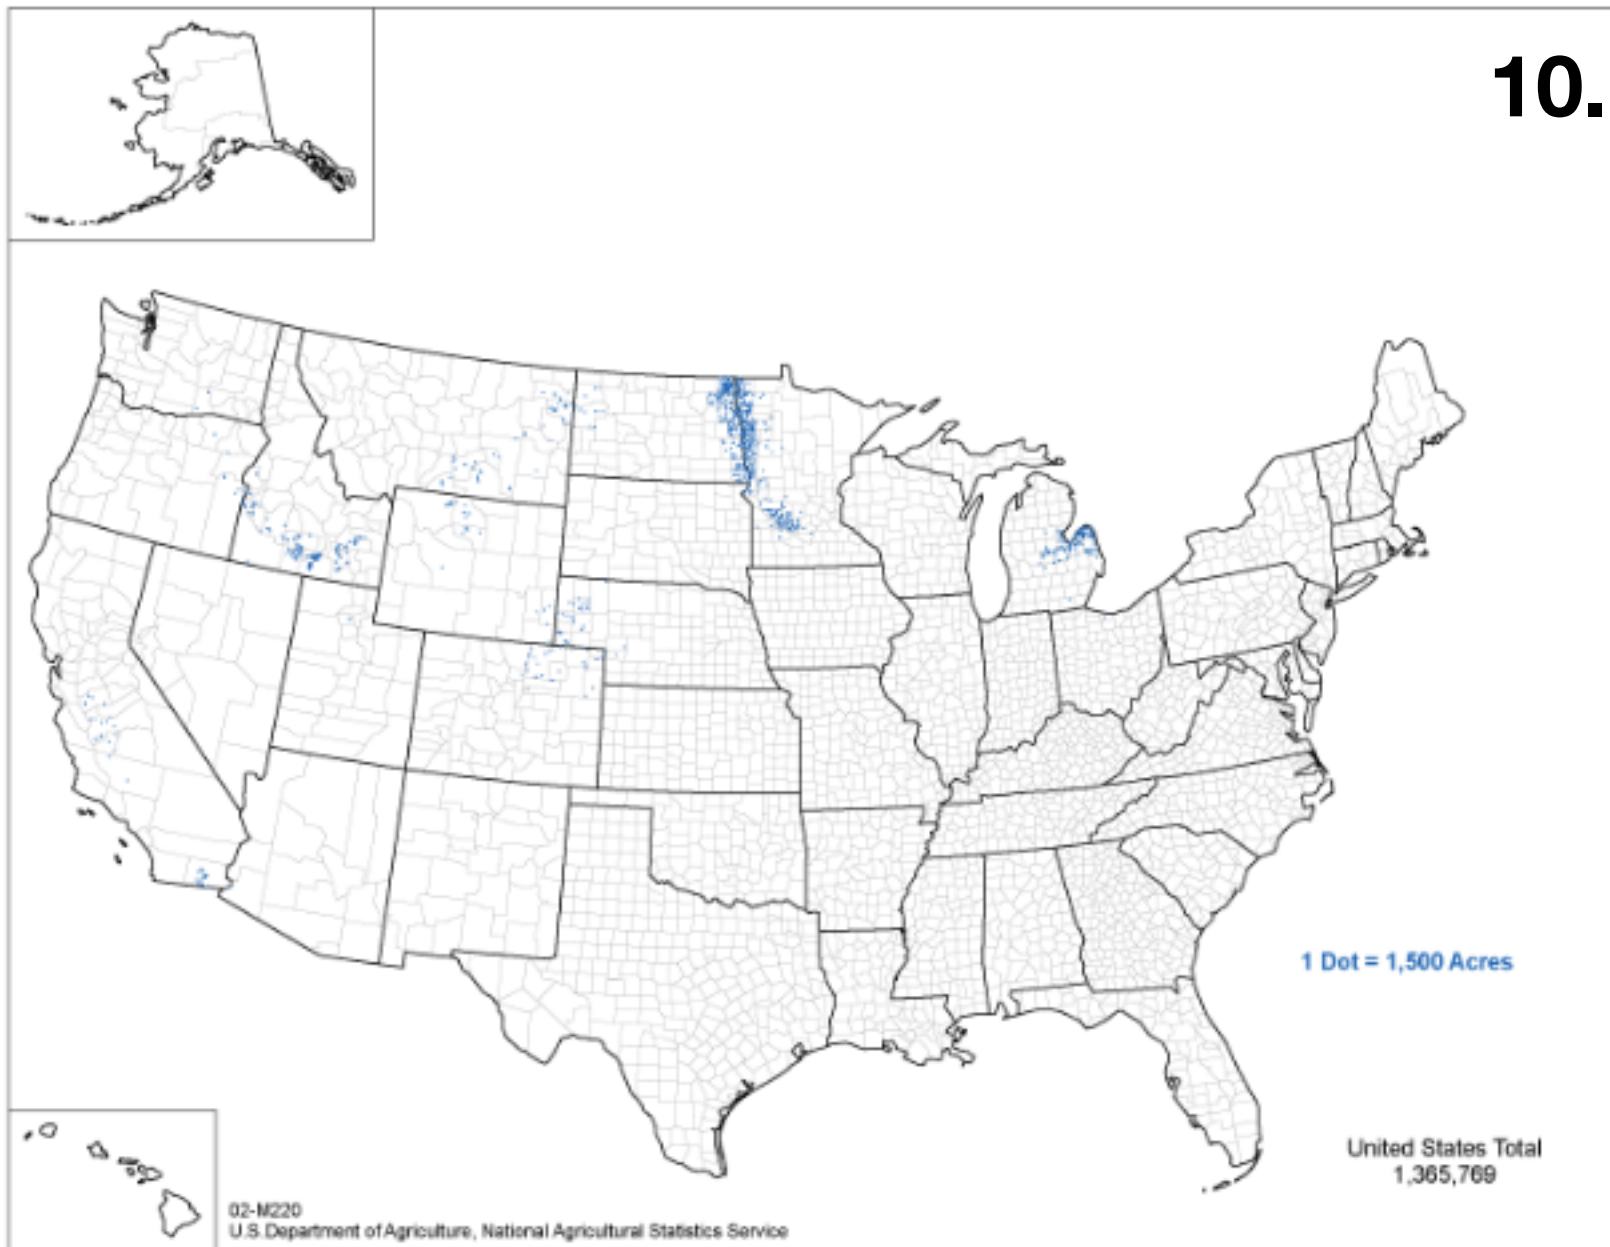 10.
1 Dot = 1,500 Acres
United States Total
1,365,769
02-M220
U.S. Department of Agriculture, National Agricultural Statistics Service